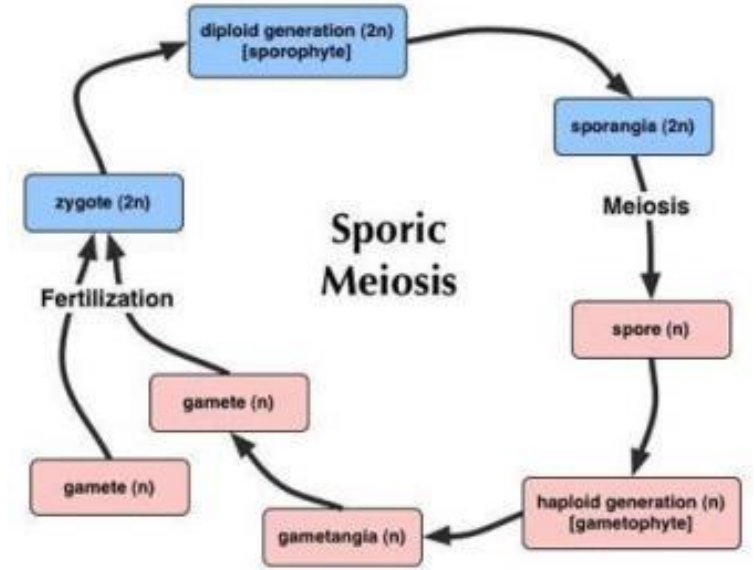 diploid generation (2n)
[sporophyte]
sporangia (2n)
zygote (2n)
Meiosis
Sporic
Meiosis
Fertilization
spore (n)
gamete (n)
gamete (n)
haploid generation (n)
[gametophyte]
gametangia (n)